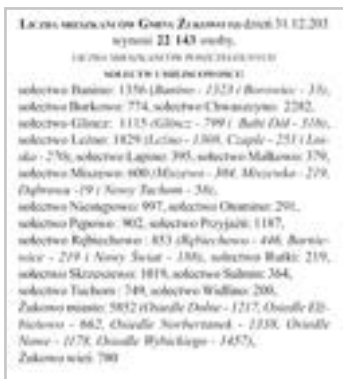 LICZBA MIESZKAŃCÓW GMINY ŻUKOWO na dzień 31.12.203
wynosi 22 143 osoby,
LICZBA MIESZKAŃCÓW POSZCZEGÓLNYCH
SOŁECTW I MIEJSCOWOŚCI:
sołectwo Banino: 1356 (Banino - 1323 i Borowiec - 33),
sołectwo Borkowo: 774, sołectwo Chwaszczyno: 2282,
sołectwo Glincz: 1115 (Glincz - 799 i Babi Dół - 316),
sołectwo Leźno: 1829 (Leźno - 1308, Czaple - 251 i
270), sołectwo Łapino: 395, sołectwo Małkowo: 379,
sołectwo Miszewo: 600 (Miszewo - 304, Miszewko - 219,
Dąbrowa - 19 i Nowy Tuchom - 58),
sołectwo Niestępowo: 997, sołectwo Otomino: 291,
sołectwo Pępowo: 902, sołectwo Przyjaźń: 1187,
sołectwo Rębiechowo: 853 (Rębiechowo - 446, Barnie-
wice - 219 i Nowy Świat - 188), sołectwo Rutki: 219,
sołectwo Skrzeszewo: 1019, sołectwo Sulmin: 364,
sołectwo Tuchom: 749, sołectwo Widlino: 200,
Żukowo miasto: 5852 (Osiedle Dolne - 1217, Osiedle Elż-
bietowo - 662, Osiedle Norbertanek - 1338, Osiedle
Nowe - 1178, Osiedle Wybickiego - 1457),
Żukowo wieś: 780